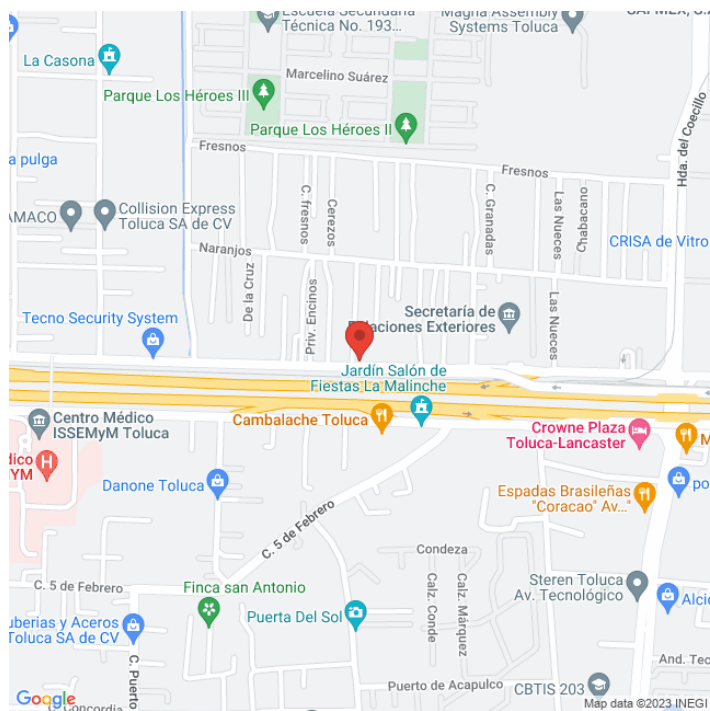 Escuela Secundaria
Técnica No. 193...
Magna Assembly
Systems Toluca
La Casona
Marcelino Suárez
Parque Los Héroes III
Parque Los Héroes II
Fresnos
Fresnos
Hda. del Coecillo
a pulga
C. fresnos
Cerezos
C. Granadas
Las Nueces
Chabacano
AMACO
Collision Express
Toluca SA de CV
CRISA de Vitro
Naranjos
De la Cruz
Priv. Encinos
Las Nueces
Secretaría de
Relaciones Exteriores
Tecno Security System
Jardín Salón de
Fiestas La Malinche
Centro Médico
ISSEMyM Toluca
Cambalache Toluca
Crowne Plaza
Toluca-Lancaster
M
dico
YM
H
Danone Toluca
po
Espadas Brasileñas
"Coracao" Av..."
C. 5 de Febrero
Condeza
C. 5 de Febrero
Finca san Antonio
Calz. Conde
Calz. Márquez
Steren Toluca
Av. Tecnológico
Alcio
uberias y Aceros
Toluca SA de CV
Puerta Del Sol
C. Puerto
And. Tec
Puerto de Acapulco
CBTIS 203
Google
Concordia
Map data ©2023 INEGI